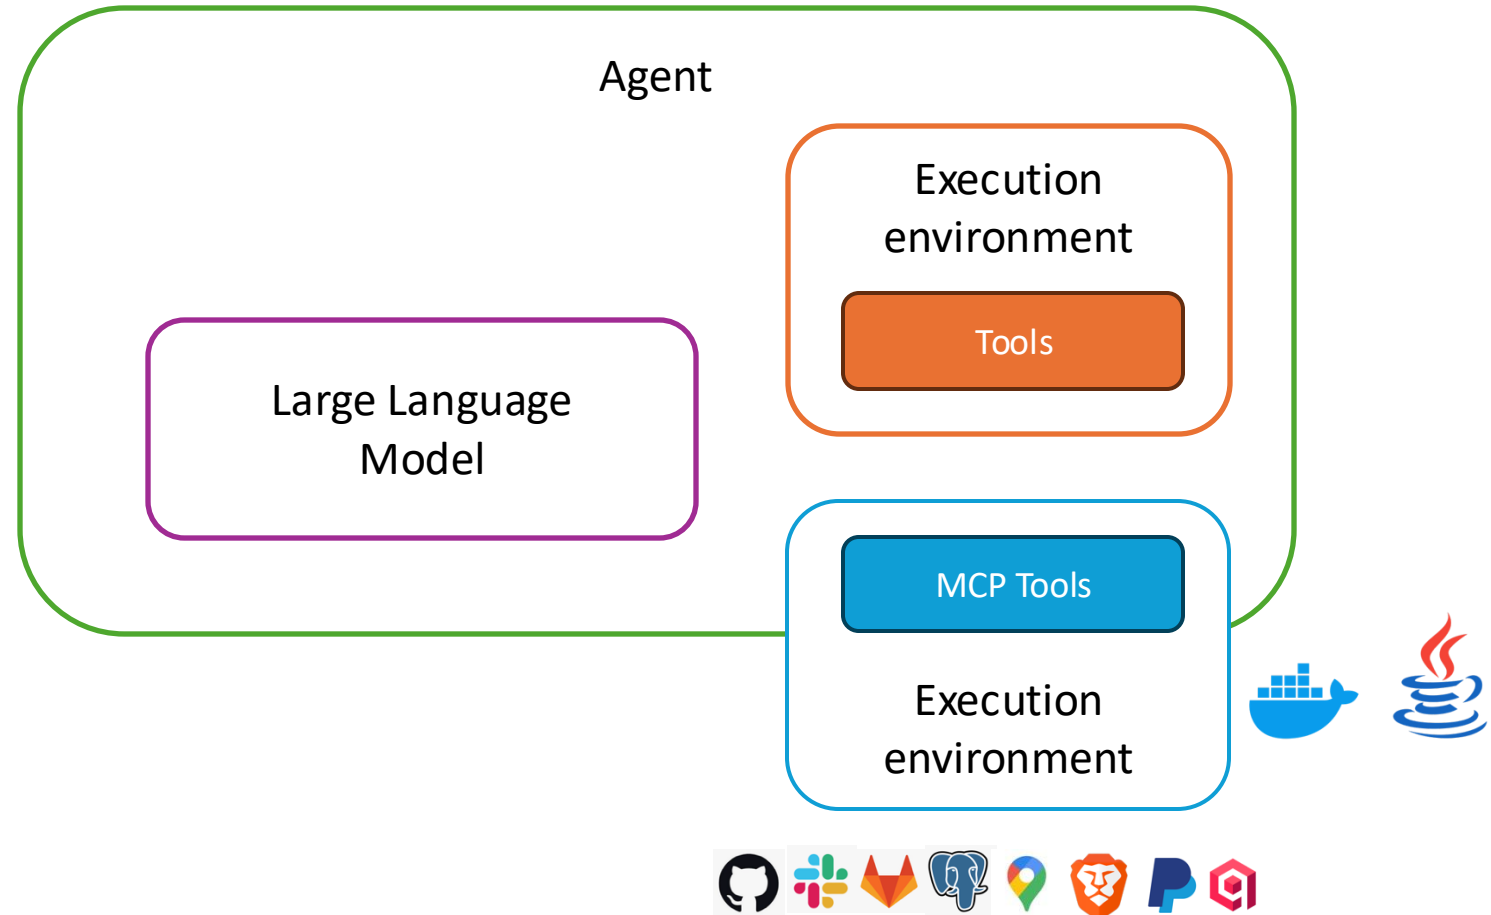 Agent
Execution
environment
Tools
Large Language
Model
MCP Tools
Execution
environment